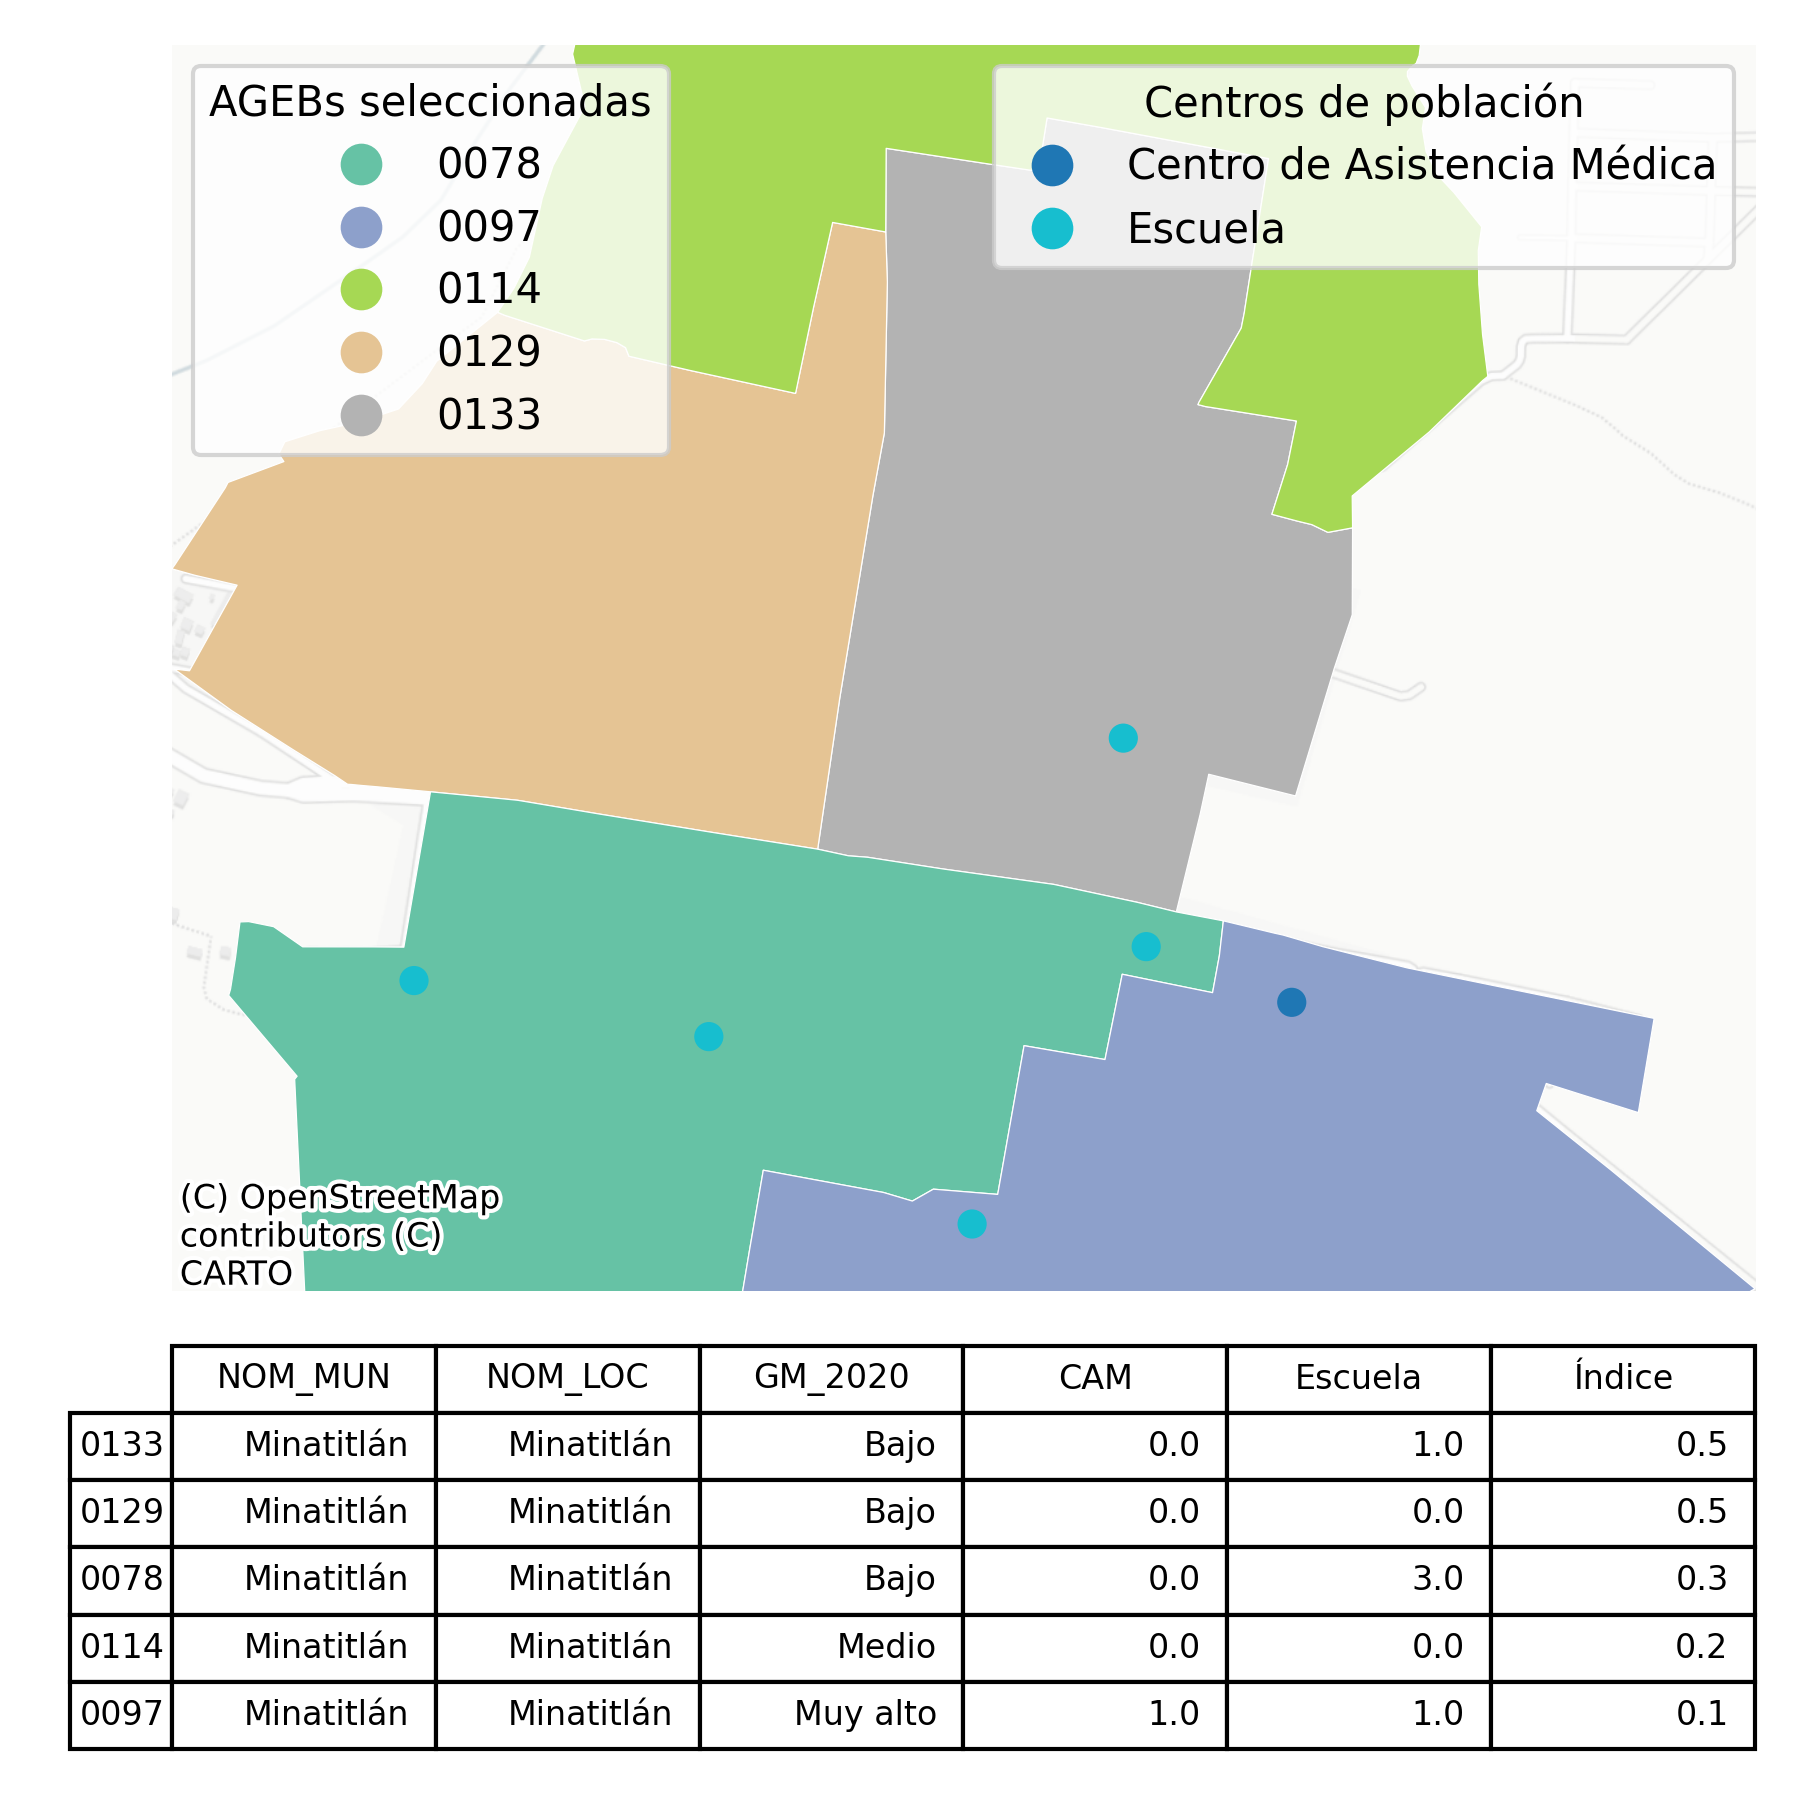 AGEBs seleccionadas
0078
0097
0114
0129
0133
Centros de población
Centro de Asistencia Médica
Escuela
(C) OpenStreetMap
contributors (C)
CARTO
NOM_MUN NOM_LOC GM_2020 CAM Escuela Índice
0133 Minatitlán Minatitlán Bajo 0.0 1.0 0.5
0129 Minatitlán Minatitlán Bajo 0.0 0.0 0.5
0078 Minatitlán Minatitlán Bajo 0.0 3.0 0.3
0114 Minatitlán Minatitlán Medio 0.0 0.0 0.2
0097 Minatitlán Minatitlán Muy alto 1.0 1.0 0.1